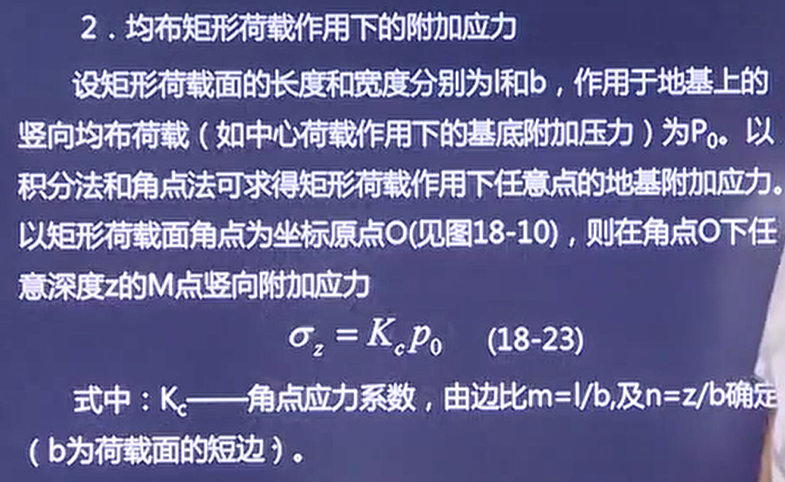 2．均布矩形荷载作用下的附加应力
设矩形荷载面的长度和宽度分别为l和b，作用于地基上的
竖向均布荷载（如中心荷载作用下的基底附加压力）为P₀。以
积分法和角点法可求得矩形荷载作用下任意点的地基附加应力。
以矩形荷载面角点为坐标原点O(见图18-10)，则在角点O下任
意深度z的M点竖向附加应力
σ_z = K_c p₀ (18-23)
式中：K_c——角点应力系数，由边比m=l/b,及n=z/b确定
（b为荷载面的短边）。